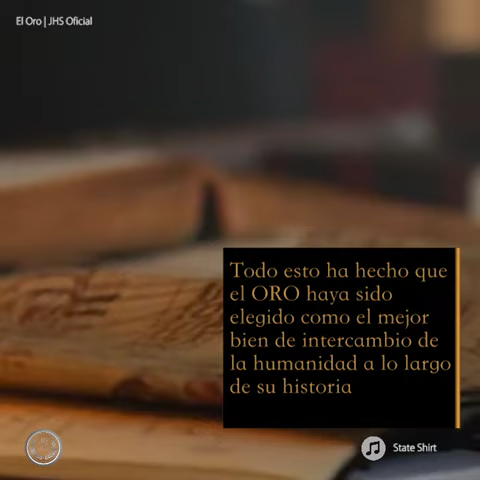 El Oro | JHS Oficial
Todo esto ha hecho que
el ORO haya sido
elegido como el mejor
bien de intercambio de
la humanidad a lo largo
de su historia
State Shirt